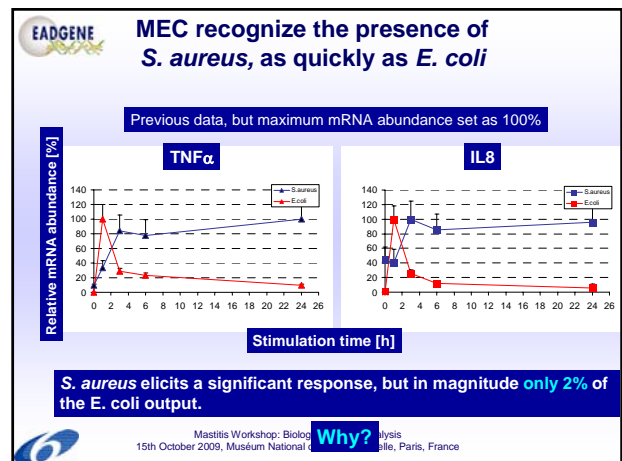 EADGENE
MEC recognize the presence of
S. aureus, as quickly as E. coli
Previous data, but maximum mRNA abundance set as 100%
Relative mRNA abundance [%]
TNFα
S.aureus
E.coli
140
120
100
80
60
40
20
0
0 2 4 6 8 10 12 14 16 18 20 22 24 26
IL8
S.aureus
E.coli
140
120
100
80
60
40
20
0
0 2 4 6 8 10 12 14 16 18 20 22 24 26
Stimulation time [h]
S. aureus elicits a significant response, but in magnitude only 2% of
the E. coli output.
Mastitis Workshop: Biolog alysis
15th October 2009, Muséum National elle, Paris, France
Why?
6